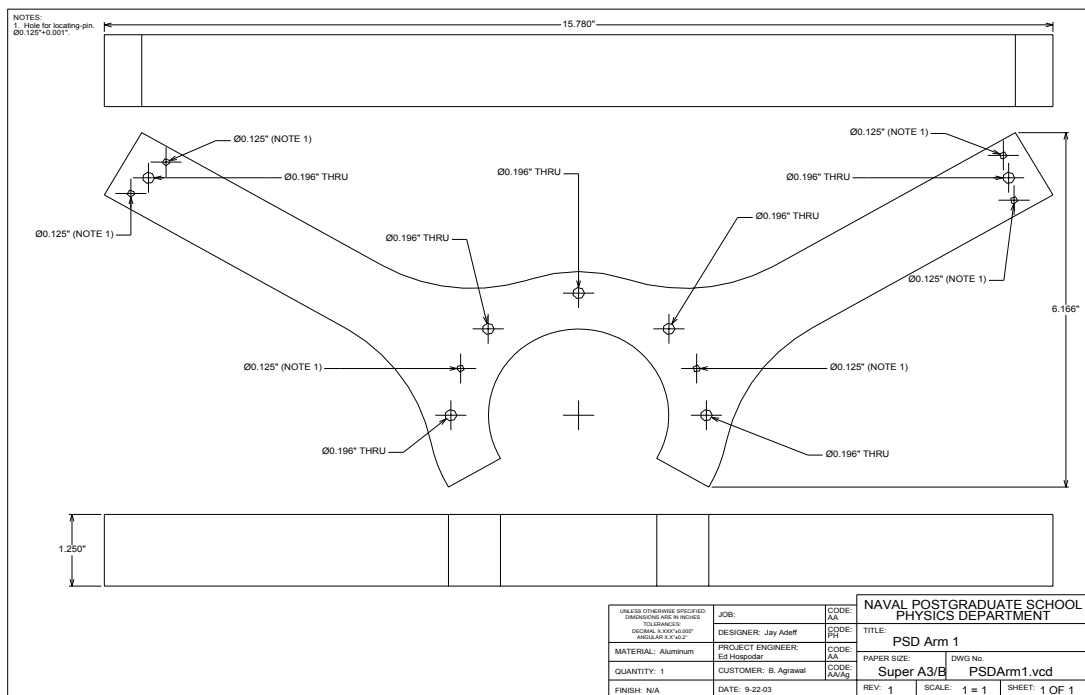 NOTES:
1. Hole for locating-pin.
Ø0.125"+0.001".
15.780"
Ø0.125" (NOTE 1)
Ø0.125" (NOTE 1)
Ø0.196" THRU
Ø0.196" THRU
Ø0.196" THRU
Ø0.196" THRU
Ø0.125" (NOTE 1)
Ø0.196" THRU
Ø0.125" (NOTE 1)
6.166"
Ø0.125" (NOTE 1)
Ø0.125" (NOTE 1)
Ø0.196" THRU
Ø0.196" THRU
1.250"
UNLESS OTHERWISE SPECIFIED:
DIMENSIONS ARE IN INCHES
TOLERANCES:
DECIMAL X.XXX"±0.005"
ANGULAR X.X°±0.2°
MATERIAL: Aluminum
QUANTITY: 1
FINISH: N/A
JOB:
CODE:
AA
DESIGNER: Jay Adeff
CODE:
PH
PROJECT ENGINEER:
Ed Hospodar
CODE:
AA
CUSTOMER: B. Agrawal
CODE:
AA/Ag
DATE: 9-22-03
NAVAL POSTGRADUATE SCHOOL
PHYSICS DEPARTMENT
TITLE:
PSD Arm 1
PAPER SIZE:
Super A3/B
DWG No.
PSDArm1.vcd
REV: 1
SCALE: 1 = 1
SHEET: 1 OF 1